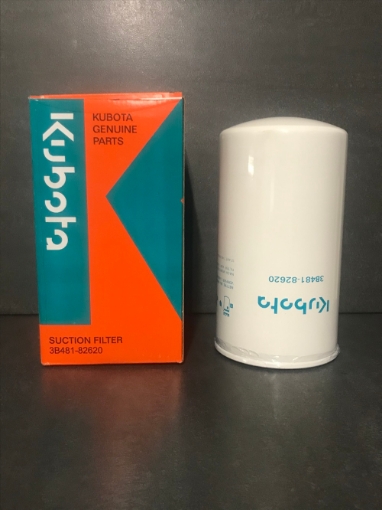 Kubota
KUBOTA
GENUINE
PARTS
SUCTION FILTER
3B481-82620
Kubota
3B481-82620